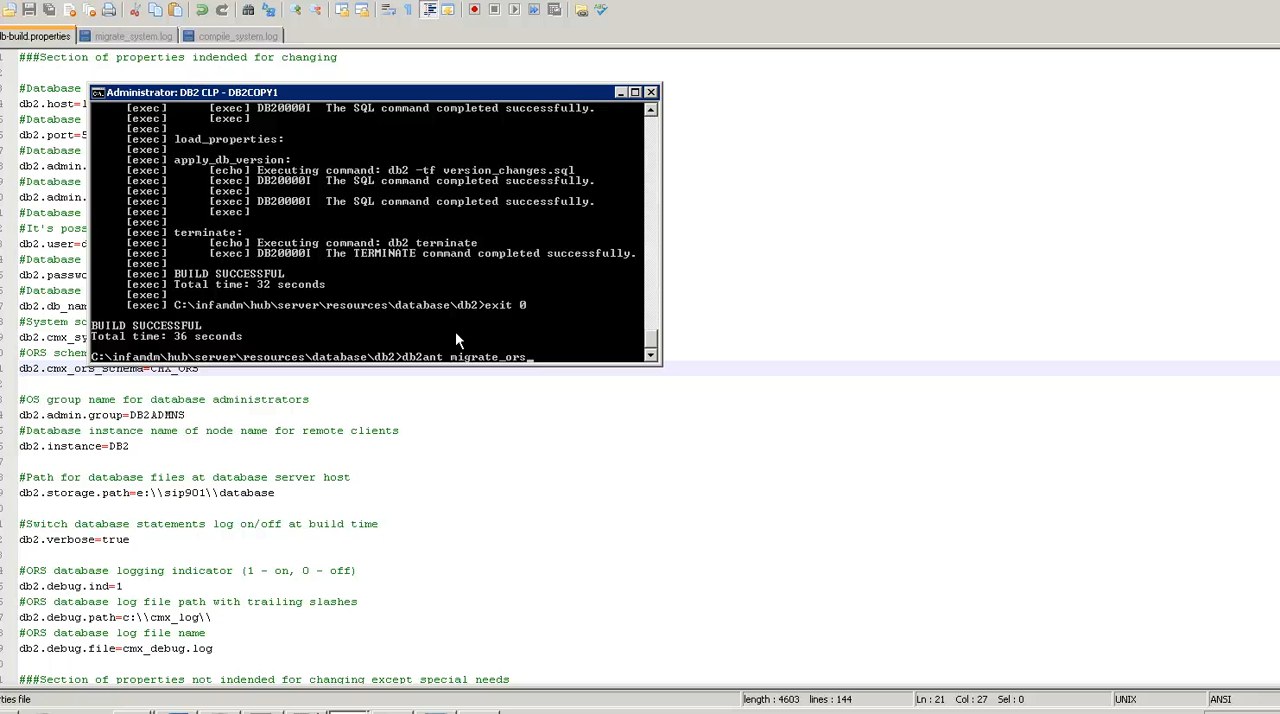 db-build.properties
migrate_system.log
compile_system.log
###Section of properties indended for changing
#Database
db2.host=
#Database
db2.port=5
#Database
db2.admin.
#Database
db2.admin.
#Database
#It's poss
db2.user=d
#Database
db2.passwo
#Database
db2.db_nam
#System sc
db2.cmx_sy
#ORS schem
db2.cmx_ors_schema=CMX_ORS
Administrator: DB2 CLP - DB2COPY1
[exec] [exec] DB20000I The SQL command completed successfully.
[exec] [exec]
[exec]
[exec] load_properties:
[exec]
[exec] apply_db_version:
[exec] [echo] Executing command: db2 -tf version_changes.sql
[exec] [exec] DB20000I The SQL command completed successfully.
[exec] [exec]
[exec] [exec] DB20000I The SQL command completed successfully.
[exec] [exec]
[exec]
[exec] terminate:
[exec] [echo] Executing command: db2 terminate
[exec] [exec] DB20000I The TERMINATE command completed successfully.
[exec]
[exec] BUILD SUCCESSFUL
[exec] Total time: 32 seconds
[exec]
[exec] C:\infamdm\hub\server\resources\database\db2>exit 0
BUILD SUCCESSFUL
Total time: 36 seconds
C:\infamdm\hub\server\resources\database\db2>db2ant migrate_ors_
#OS group name for database administrators
db2.admin.group=DB2ADMNS
#Database instance name of node name for remote clients
db2.instance=DB2
#Path for database files at database server host
db2.storage.path=e:\\sip901\\database
#Switch database statements log on/off at build time
db2.verbose=true
#ORS database logging indicator (1 - on, 0 - off)
db2.debug.ind=1
#ORS database log file path with trailing slashes
db2.debug.path=c:\\cmx_log\\
#ORS database log file name
db2.debug.file=cmx_debug.log
###Section of properties not indended for changing except special needs
rties file
length : 4603 lines : 144
Ln : 21 Col : 27 Sel : 0
UNIX
ANSI